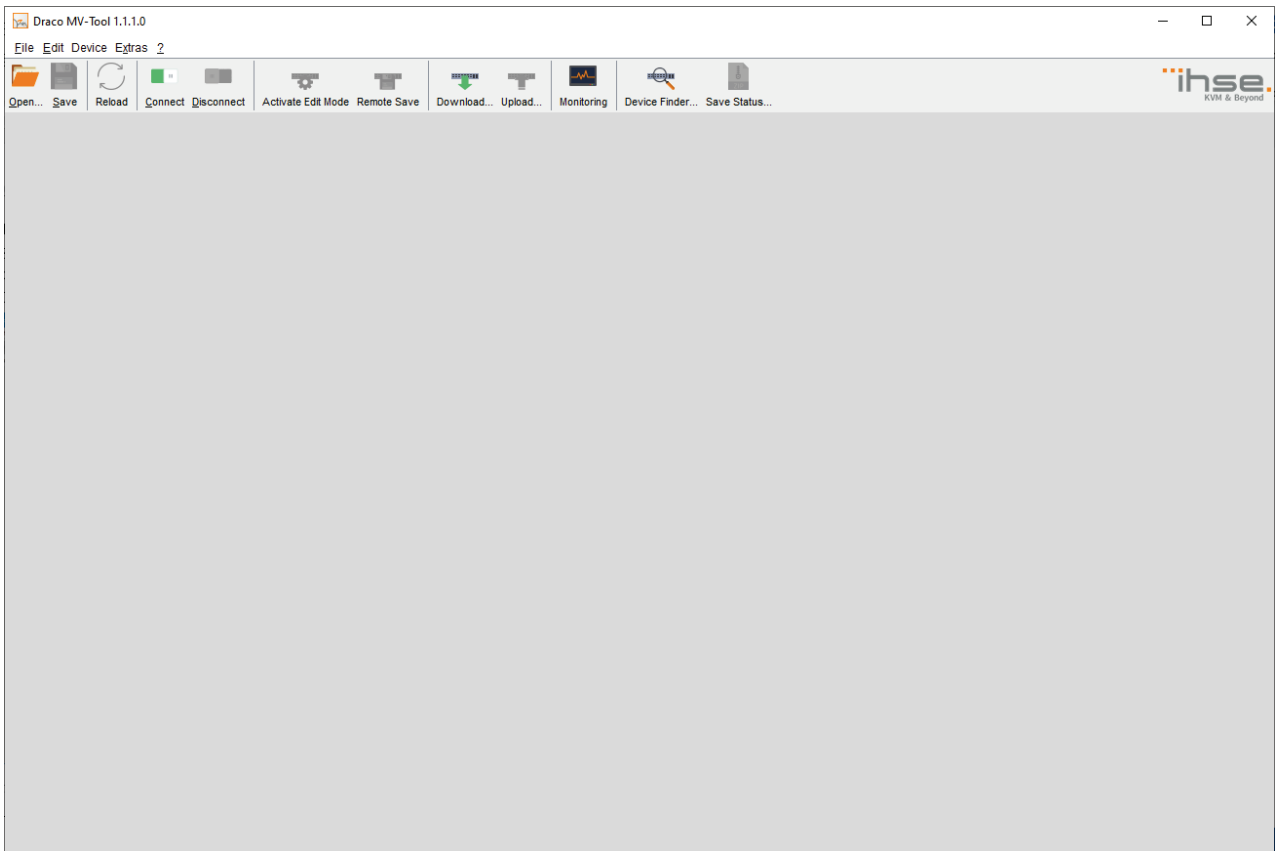 Draco MV-Tool 1.1.1.0
File Edit Device Extras ?
Open... Save Reload Connect Disconnect Activate Edit Mode Remote Save Download... Upload... Monitoring Device Finder... Save Status...
ihse.
KVM & Beyond